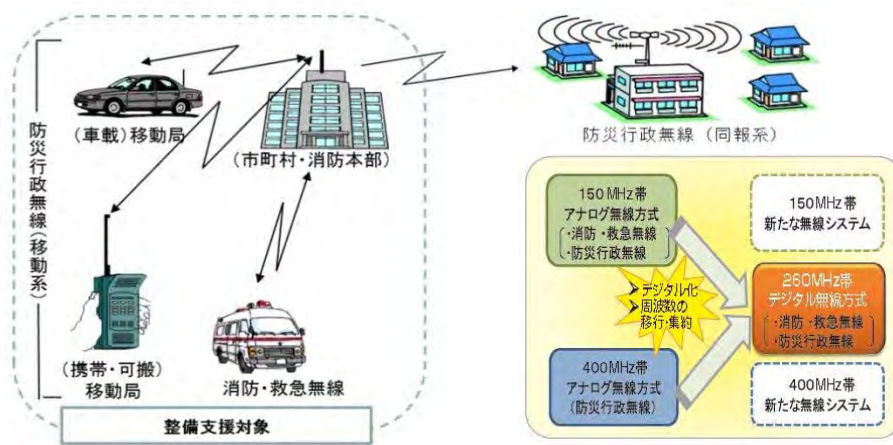 防災行政無線(移動系)
(車載)移動局
(市町村・消防本部)
(携帯・可搬)
移動局
消防・救急無線
整備支援対象
防災行政無線(同報系)
150MHz帯
アナログ無線方式
・消防・救急無線
・防災行政無線
400MHz帯
アナログ無線方式
(防災行政無線)
デジタル化
周波数の
移行・集約
150MHz帯
新たな無線システム
260MHz帯
デジタル無線方式
・消防・救急無線
・防災行政無線
400MHz帯
新たな無線システム